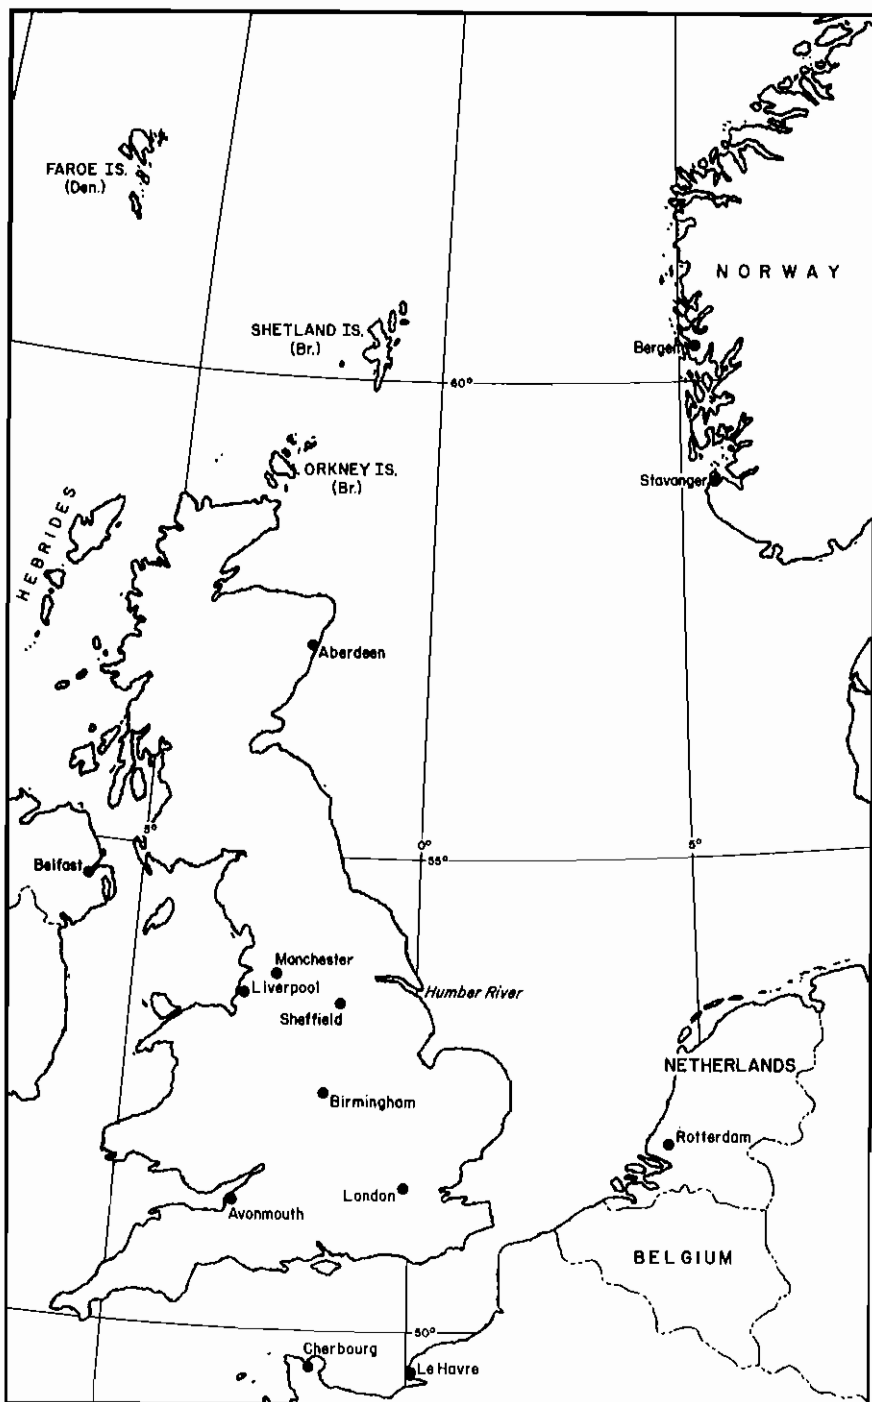 FAROE IS.
(Den.)
NORWAY
SHETLAND IS.
(Br.)
Bergen
60°
ORKNEY IS.
(Br.)
Stavanger
HEBRIDES
Aberdeen
5°
0°
55°
5°
Belfast
Manchester
Liverpool
Humber River
Sheffield
NETHERLANDS
Birmingham
Rotterdam
London
Avonmouth
BELGIUM
50°
Cherbourg
Le Havre